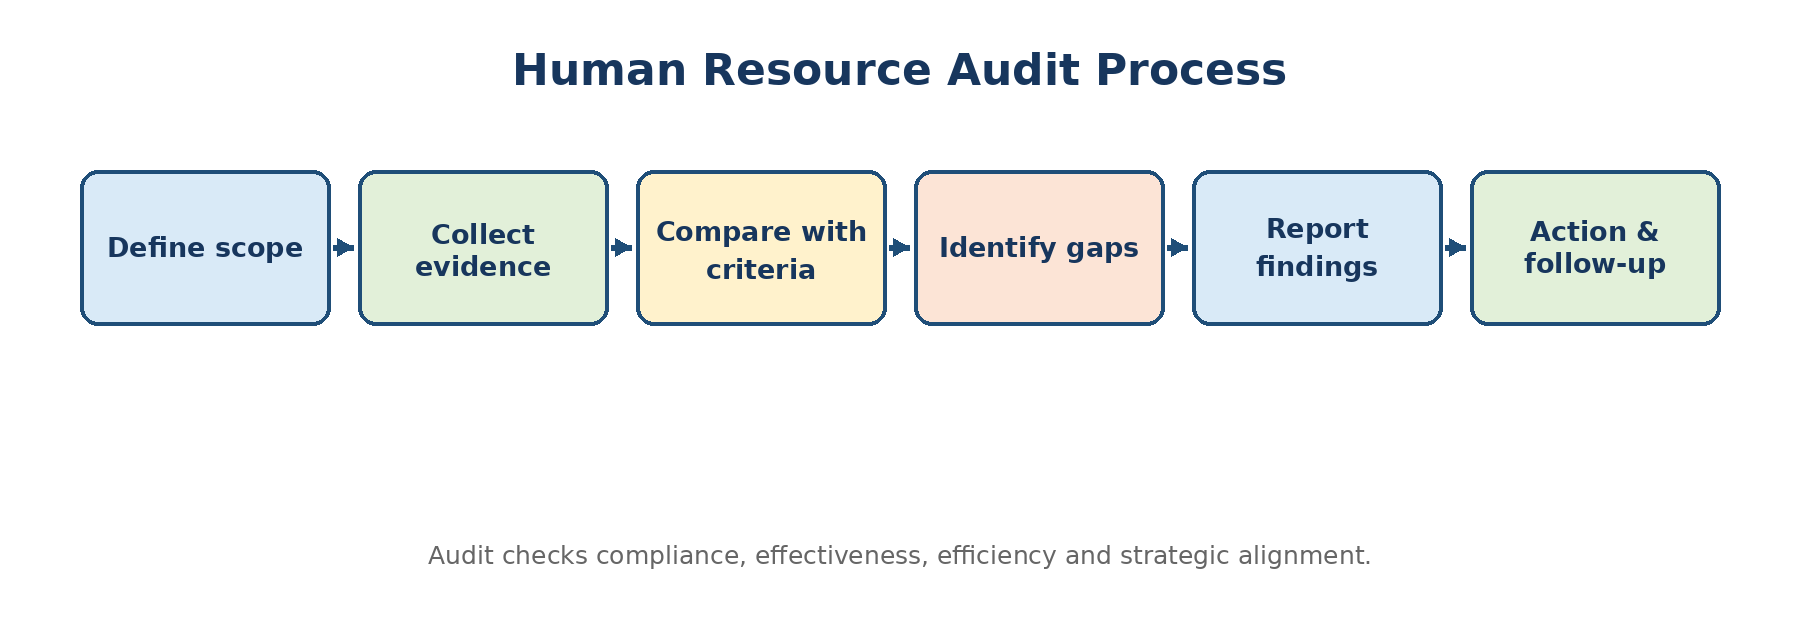 Human Resource Audit Process
Define scope
Collect
evidence
Compare with
criteria
Identify gaps
Report
findings
Action &
follow-up
Audit checks compliance, effectiveness, efficiency and strategic alignment.